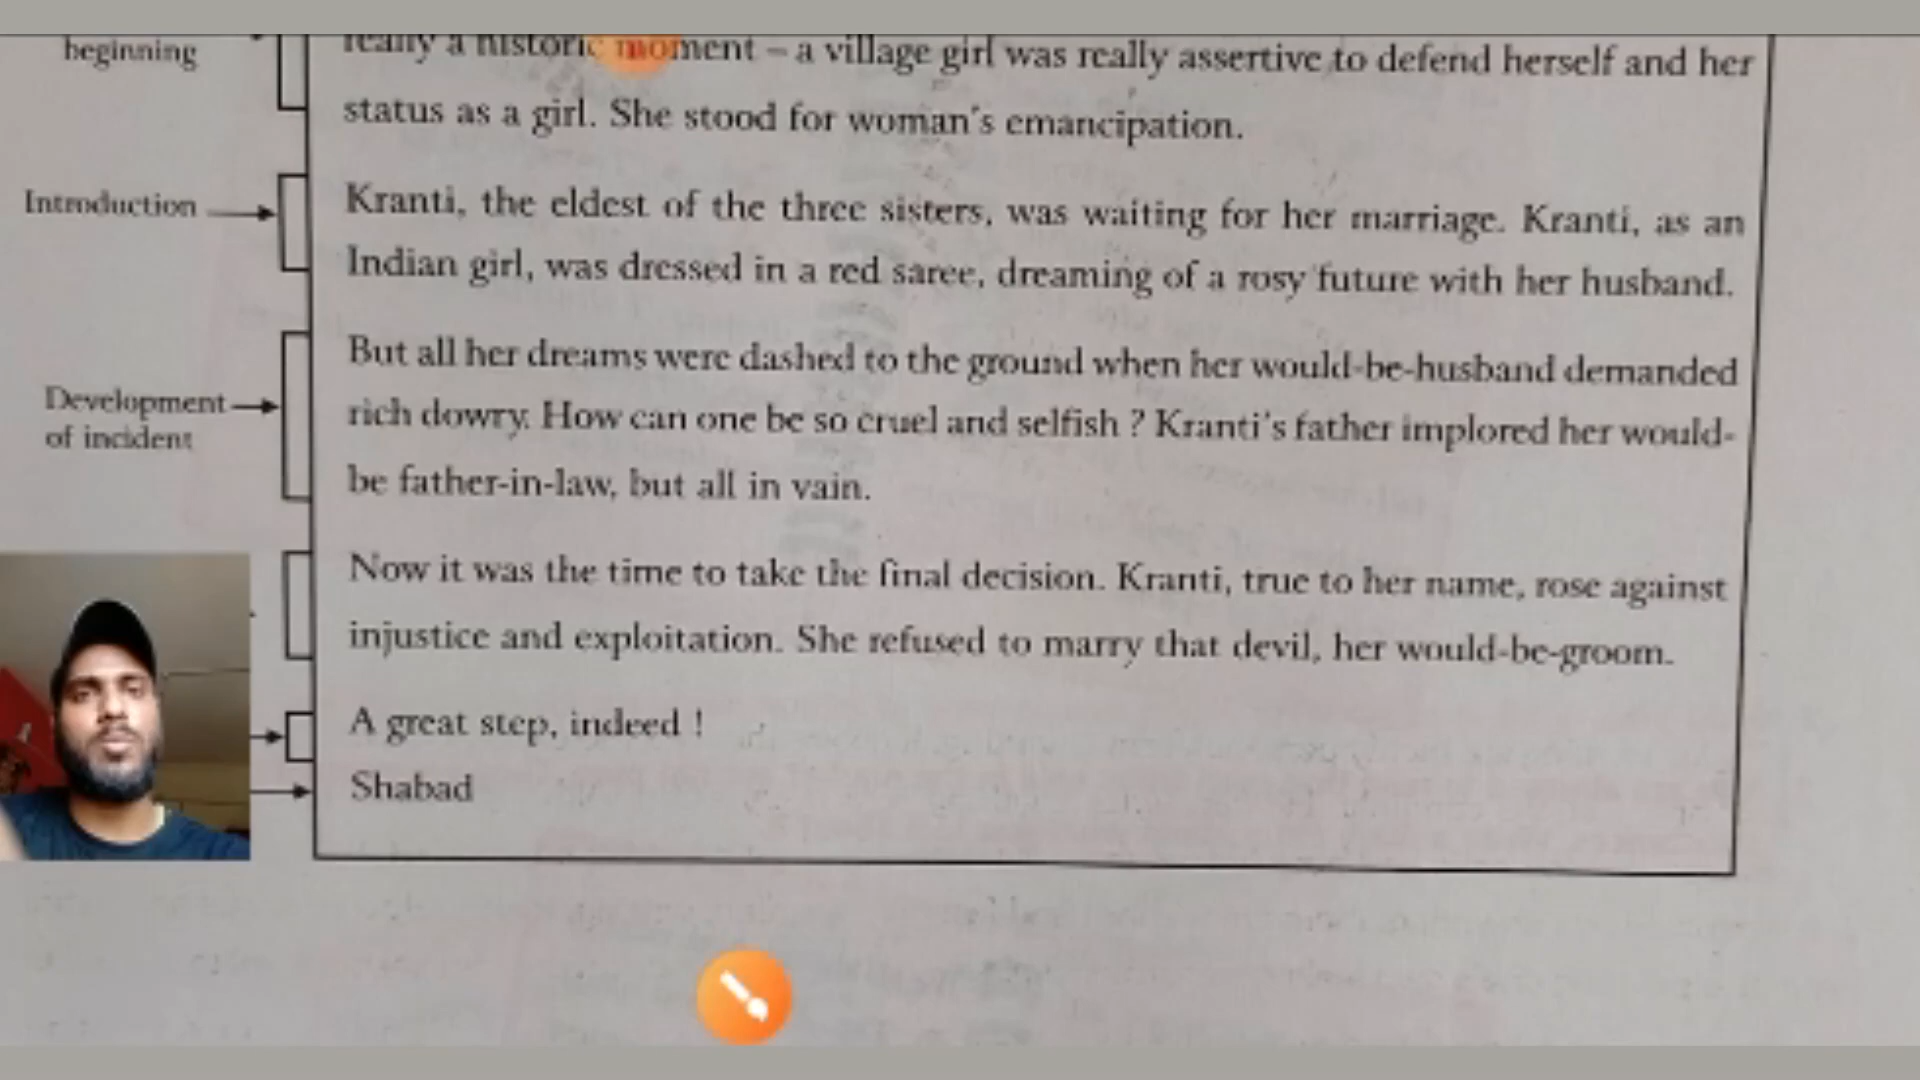 beginning
really a historic moment – a village girl was really assertive to defend herself and her
status as a girl. She stood for woman's emancipation.
Introduction
Kranti, the eldest of the three sisters, was waiting for her marriage. Kranti, as an
Indian girl, was dressed in a red saree, dreaming of a rosy future with her husband.
Development
of incident
But all her dreams were dashed to the ground when her would-be-husband demanded
rich dowry. How can one be so cruel and selfish ? Kranti's father implored her would-
be father-in-law, but all in vain.
Now it was the time to take the final decision. Kranti, true to her name, rose against
injustice and exploitation. She refused to marry that devil, her would-be-groom.
A great step, indeed !
Shabad